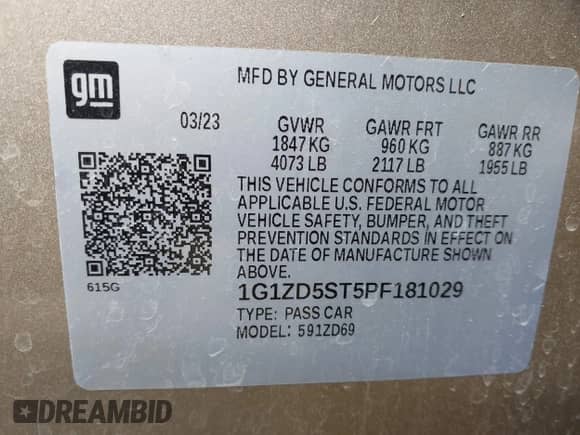 gm
MFD BY GENERAL MOTORS LLC
03/23 GVWR GAWR FRT GAWR RR
1847 KG 960 KG 887 KG
4073 LB 2117 LB 1955 LB
THIS VEHICLE CONFORMS TO ALL
APPLICABLE U.S. FEDERAL MOTOR
VEHICLE SAFETY, BUMPER, AND THEFT
PREVENTION STANDARDS IN EFFECT ON
THE DATE OF MANUFACTURE SHOWN
ABOVE.
615G
1G1ZD5ST5PF181029
TYPE: PASS CAR
MODEL: 591ZD69
DREAMBID